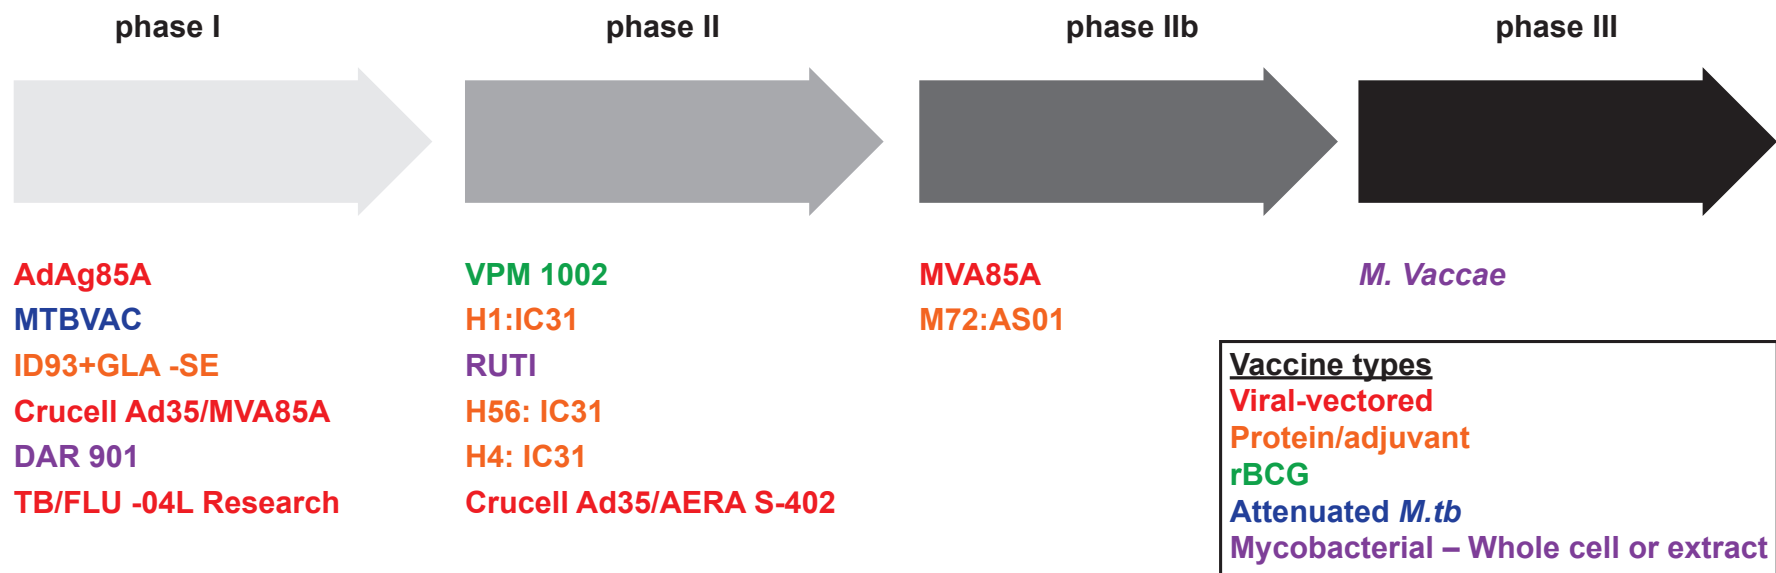 phase I
phase II
phase IIb
phase III
AdAg85A
MTBVAC
ID93+GLA -SE
Crucell Ad35/MVA85A
DAR 901
TB/FLU -04L Research
VPM 1002
H1:IC31
RUTI
H56: IC31
H4: IC31
Crucell Ad35/AERA S-402
MVA85A
M72:AS01
M. Vaccae
Vaccine types
Viral-vectored
Protein/adjuvant
rBCG
Attenuated M.tb
Mycobacterial – Whole cell or extract